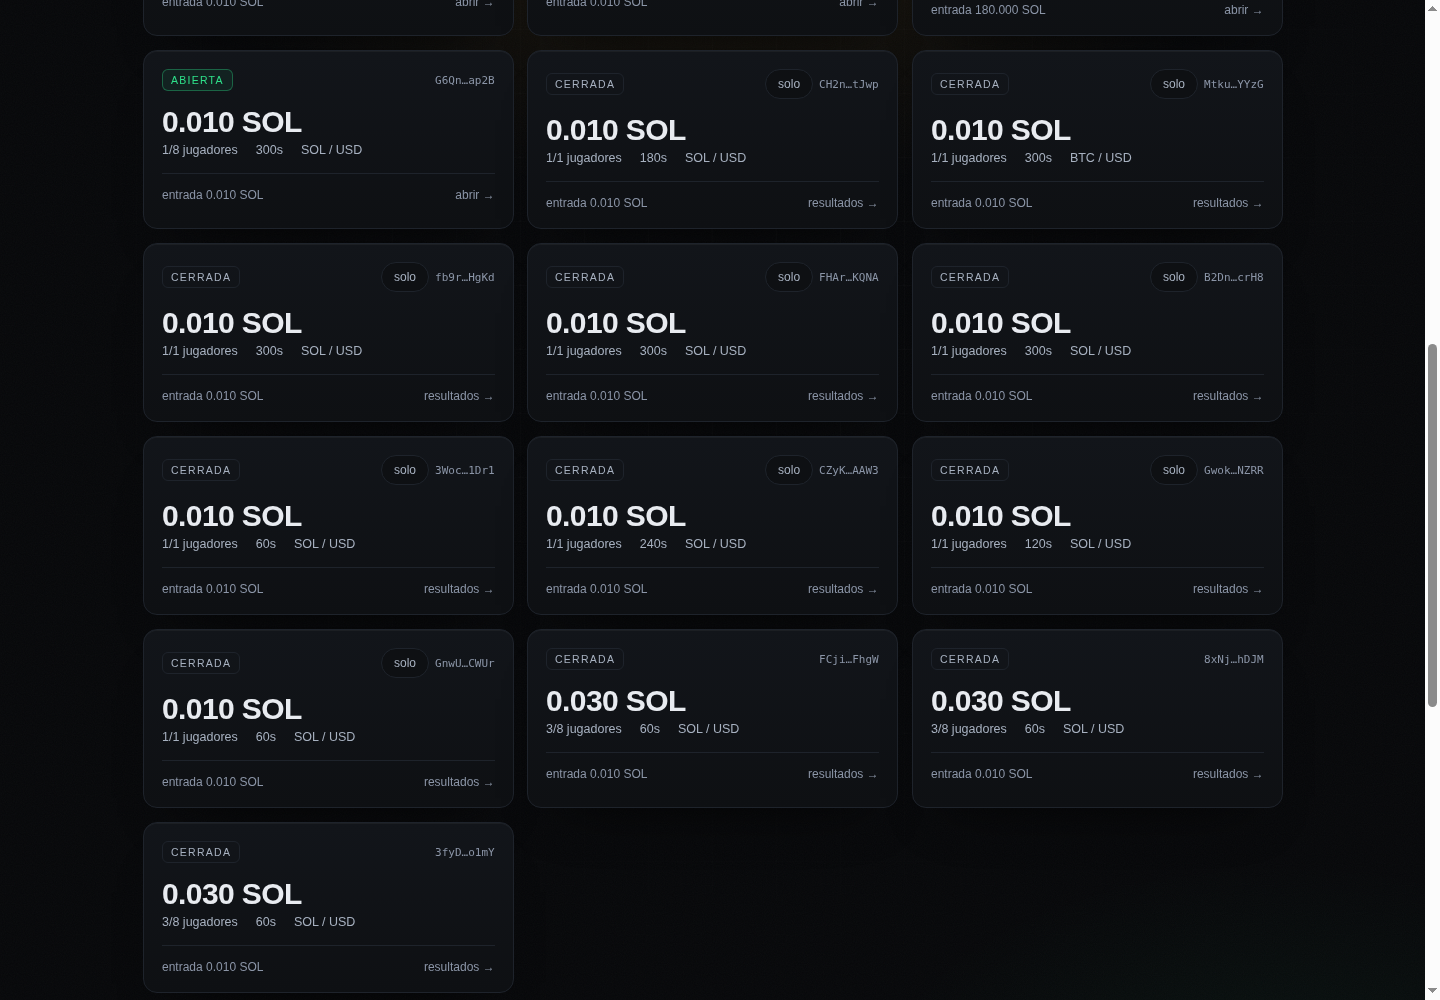 entrada 0.010 SOL abrir →
entrada 0.010 SOL abrir →
entrada 180.000 SOL abrir →
ABIERTA G6Qn…ap2B
0.010 SOL
1/8 jugadores 300s SOL / USD
entrada 0.010 SOL abrir →
CERRADA solo CH2n…tJwp
0.010 SOL
1/1 jugadores 180s SOL / USD
entrada 0.010 SOL resultados →
CERRADA solo Mtku…YYzG
0.010 SOL
1/1 jugadores 300s BTC / USD
entrada 0.010 SOL resultados →
CERRADA solo fb9r…HgKd
0.010 SOL
1/1 jugadores 300s SOL / USD
entrada 0.010 SOL resultados →
CERRADA solo FHAr…KQNA
0.010 SOL
1/1 jugadores 300s SOL / USD
entrada 0.010 SOL resultados →
CERRADA solo B2Dn…crH8
0.010 SOL
1/1 jugadores 300s SOL / USD
entrada 0.010 SOL resultados →
CERRADA solo 3Woc…1Dr1
0.010 SOL
1/1 jugadores 60s SOL / USD
entrada 0.010 SOL resultados →
CERRADA solo CZyK…AAW3
0.010 SOL
1/1 jugadores 240s SOL / USD
entrada 0.010 SOL resultados →
CERRADA solo Gwok…NZRR
0.010 SOL
1/1 jugadores 120s SOL / USD
entrada 0.010 SOL resultados →
CERRADA solo GnwU…CWUr
0.010 SOL
1/1 jugadores 60s SOL / USD
entrada 0.010 SOL resultados →
CERRADA FCji…FhgW
0.030 SOL
3/8 jugadores 60s SOL / USD
entrada 0.010 SOL resultados →
CERRADA 8xNj…hDJM
0.030 SOL
3/8 jugadores 60s SOL / USD
entrada 0.010 SOL resultados →
CERRADA 3fyD…o1mY
0.030 SOL
3/8 jugadores 60s SOL / USD
entrada 0.010 SOL resultados →